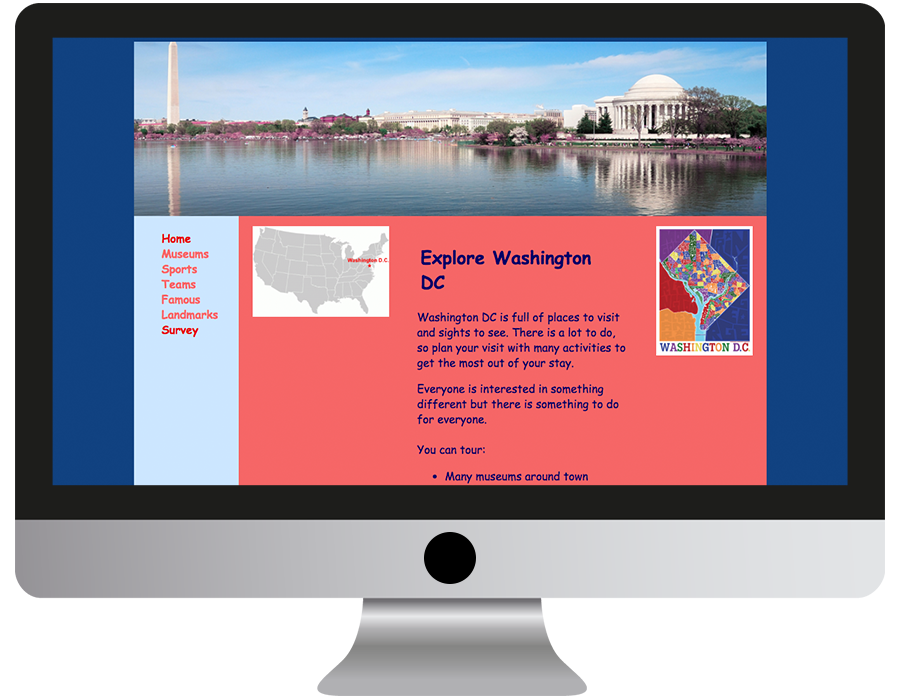 Home
Museums
Sports
Teams
Famous
Landmarks
Survey
Washington D.C.
Explore Washington
DC
Washington DC is full of places to visit
and sights to see. There is a lot to do,
so plan your visit with many activities to
get the most out of your stay.
Everyone is interested in something
different but there is something to do
for everyone.
You can tour:
• Many museums around town
WASHINGTON D.C.